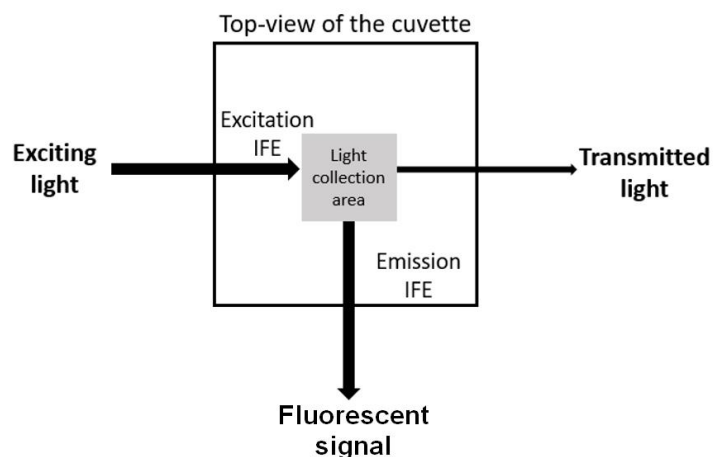 Top-view of the cuvette
Excitation
IFE
Exciting
light
Light
collection
area
Transmitted
light
Emission
IFE
Fluorescent
signal